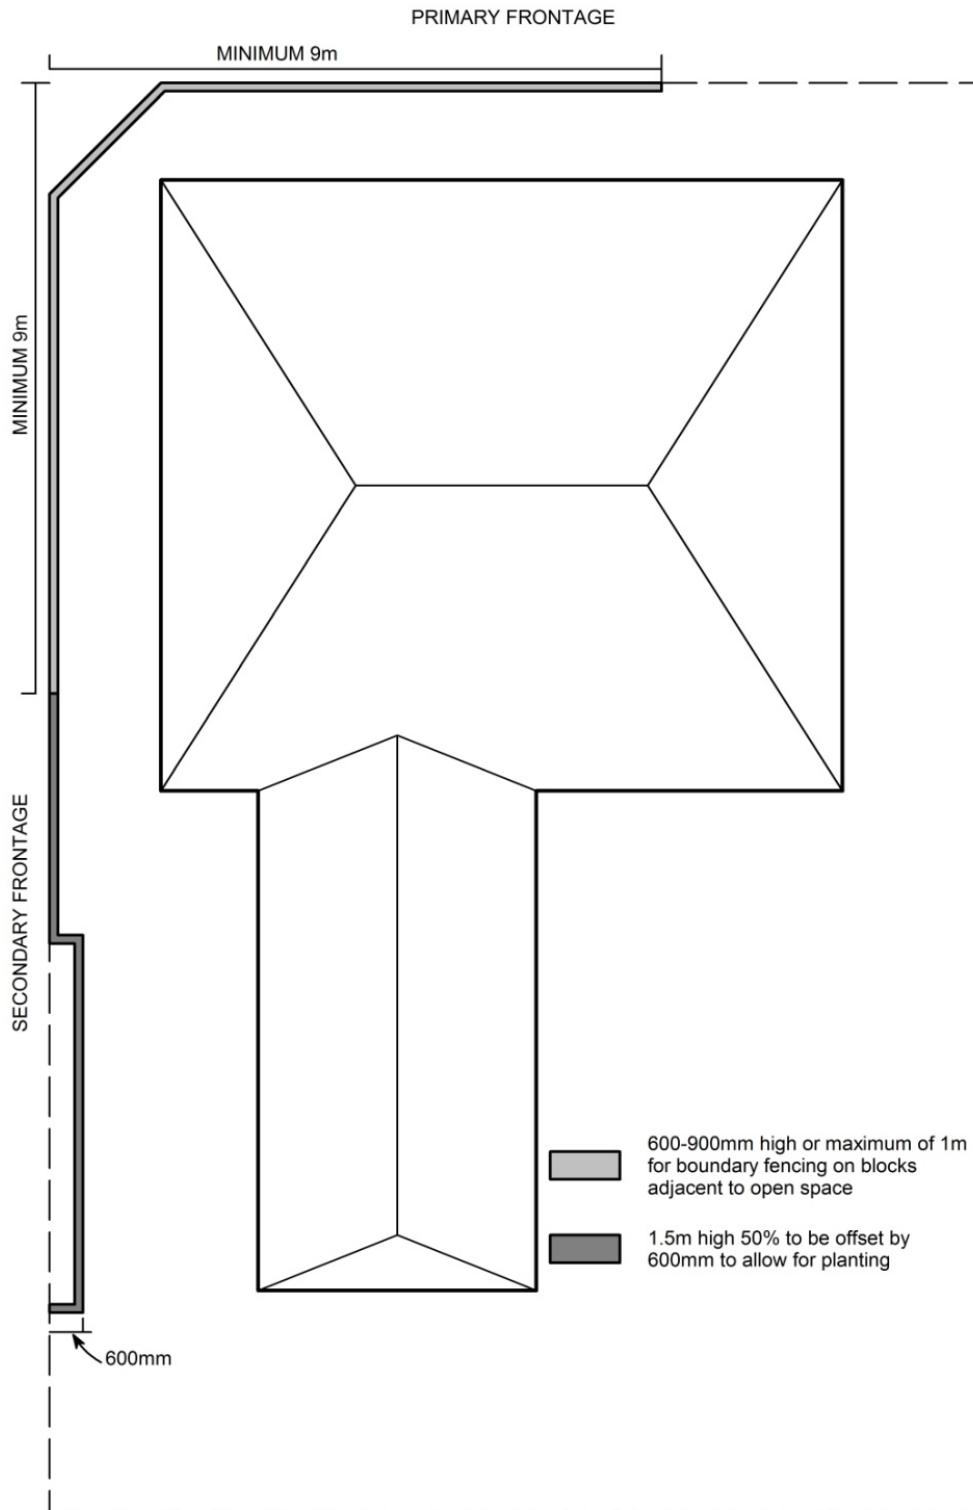 PRIMARY FRONTAGE
MINIMUM 9m
MINIMUM 9m
SECONDARY FRONTAGE
600-900mm high or maximum of 1m
for boundary fencing on blocks
adjacent to open space
1.5m high 50% to be offset by
600mm to allow for planting
600mm